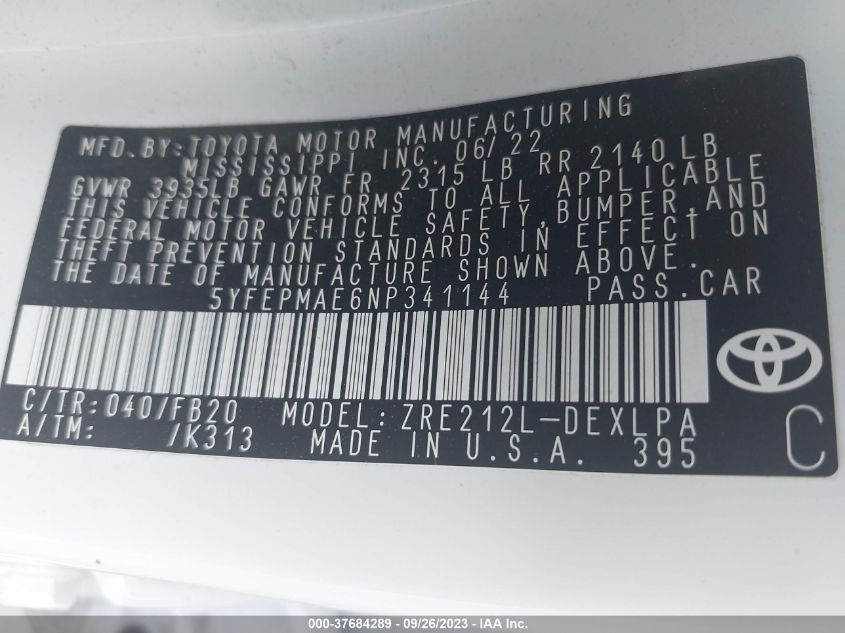 MFD.BY:TOYOTA MOTOR MANUFACTURING
MISSISSIPPI INC. 06/22
GVWR 3935LB GAWR FR 2315 LB RR 2140LB
THIS VEHICLE CONFORMS TO ALL APPLICABLE
FEDERAL MOTOR VEHICLE SAFETY,BUMPER,AND
THEFT PREVENTION STANDARDS IN EFFECT ON
THE DATE OF MANUFACTURE SHOWN ABOVE.
5YFEPMAE6NP341144 PASS.CAR
C/TR:040/FB20 MODEL:ZRE212L-DEXLPA
A/TM: /K313 MADE IN U.S.A. 395 C
000-37684289 - 09/26/2023 - ©IAA Inc.